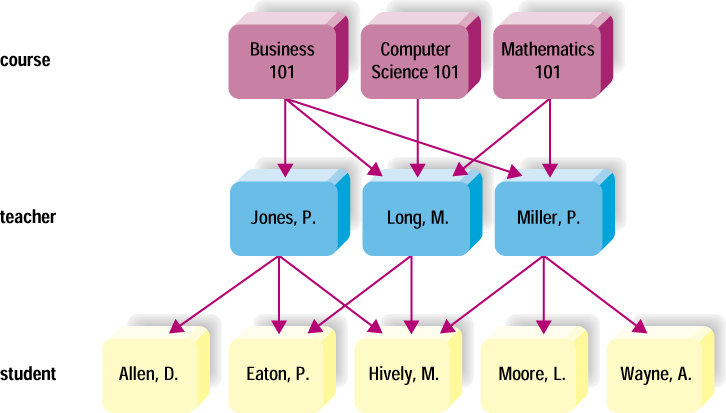 course
Business
101
Computer
Science 101
Mathematics
101
teacher
Jones, P.
Long, M.
Miller, P.
student
Allen, D.
Eaton, P.
Hively, M.
Moore, L.
Wayne, A.